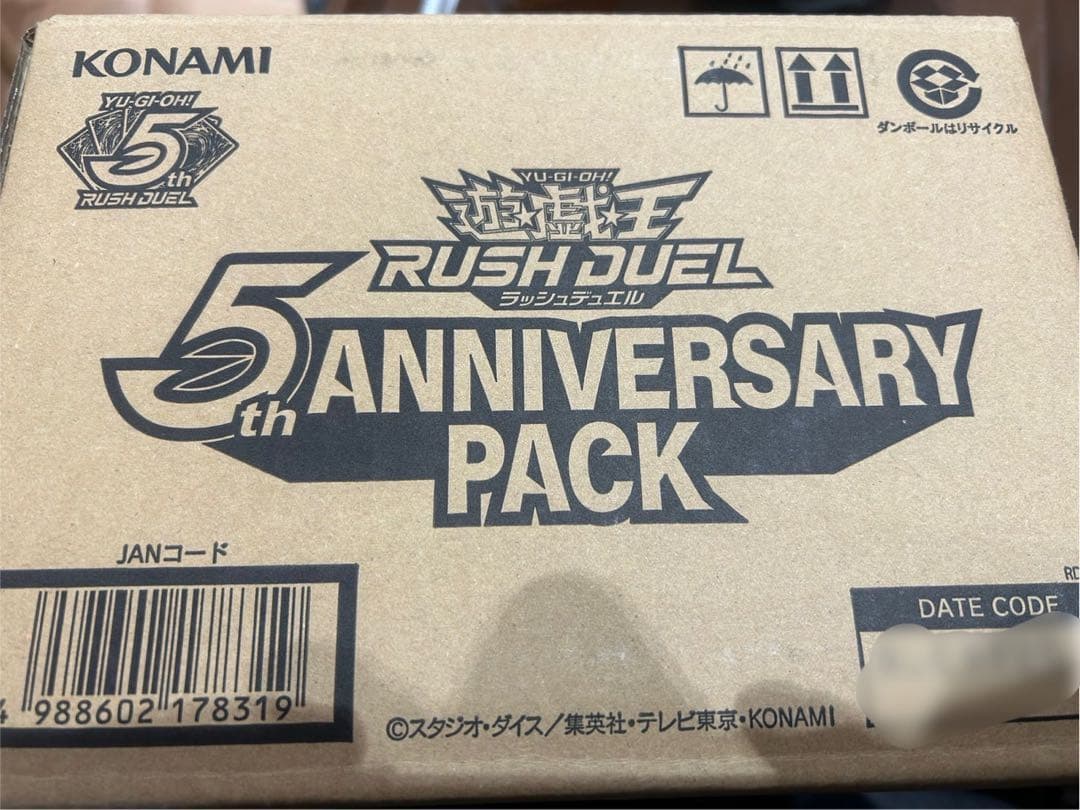 KONAMI
YU-GI-OH!
5th
RUSH DUEL
ダンボールはリサイクル
YU-GI-OH!
遊☆戯☆王
RUSH DUEL
ラッシュデュエル
5th ANNIVERSARY
PACK
JANコード
4 988602 178319
RD
DATE CODE
©スタジオ・ダイス/集英社・テレビ東京・KONAMI